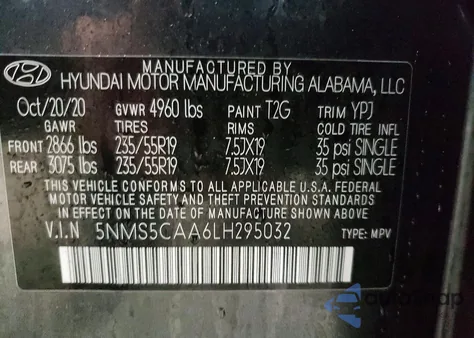 MANUFACTURED BY
HYUNDAI MOTOR MANUFACTURING ALABAMA, LLC
Oct/20/20 GVWR 4960 lbs PAINT T2G TRIM YPJ
GAWR TIRES RIMS COLD TIRE INFL
FRONT 2866 lbs 235/55R19 7.5JX19 35 psi SINGLE
REAR 3075 lbs 235/55R19 7.5JX19 35 psi SINGLE
THIS VEHICLE CONFORMS TO ALL APPLICABLE U.S.A. FEDERAL
MOTOR VEHICLE SAFETY AND THEFT PREVENTION
STANDARDS IN EFFECT ON THE DATE OF MANUFACTURE
V.I.N 5NMS5CAA6LH295032 TYPE: MPV